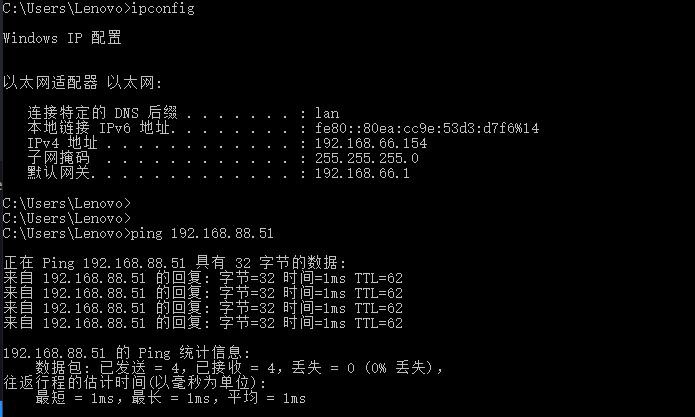 C:\Users\Lenovo>ipconfig
Windows IP 配置
以太网适配器 以太网:
连接特定的 DNS 后缀 . . . . . . . : lan
本地链接 IPv6 地址. . . . . . . . : fe80::80ea:cc9e:53d3:d7f6%14
IPv4 地址 . . . . . . . . . . . . : 192.168.66.154
子网掩码 . . . . . . . . . . . . : 255.255.255.0
默认网关. . . . . . . . . . . . . : 192.168.66.1
C:\Users\Lenovo>
C:\Users\Lenovo>
C:\Users\Lenovo>ping 192.168.88.51
正在 Ping 192.168.88.51 具有 32 字节的数据:
来自 192.168.88.51 的回复: 字节=32 时间=1ms TTL=62
来自 192.168.88.51 的回复: 字节=32 时间=1ms TTL=62
来自 192.168.88.51 的回复: 字节=32 时间=1ms TTL=62
来自 192.168.88.51 的回复: 字节=32 时间=1ms TTL=62
192.168.88.51 的 Ping 统计信息:
数据包: 已发送 = 4，已接收 = 4，丢失 = 0 (0% 丢失)，
往返行程的估计时间(以毫秒为单位):
最短 = 1ms，最长 = 1ms，平均 = 1ms